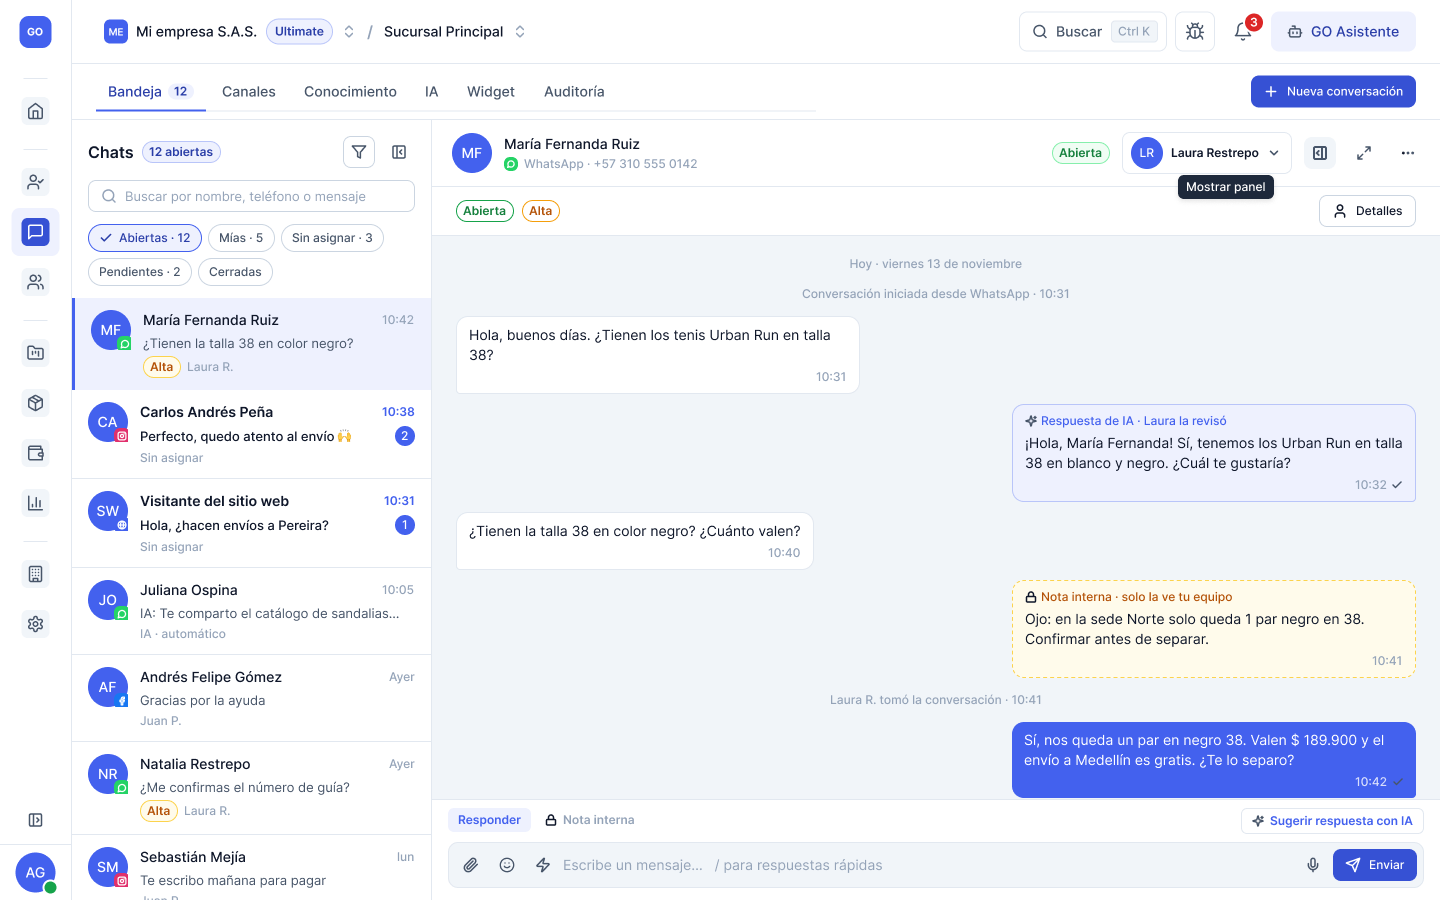 GO
ME Mi empresa S.A.S. Ultimate / Sucursal Principal
Buscar Ctrl K
3
GO Asistente
Bandeja 12 Canales Conocimiento IA Widget Auditoría
Nueva conversación
Chats 12 abiertas
Buscar por nombre, teléfono o mensaje
Abiertas · 12 Mías · 5 Sin asignar · 3
Pendientes · 2 Cerradas
MF María Fernanda Ruiz 10:42
¿Tienen la talla 38 en color negro?
Alta Laura R.
CA Carlos Andrés Peña 10:38
Perfecto, quedo atento al envío 🙌 2
Sin asignar
SW Visitante del sitio web 10:31
Hola, ¿hacen envíos a Pereira? 1
Sin asignar
JO Juliana Ospina 10:05
IA: Te comparto el catálogo de sandalias...
IA · automático
AF Andrés Felipe Gómez Ayer
Gracias por la ayuda
Juan P.
NR Natalia Restrepo Ayer
¿Me confirmas el número de guía?
Alta Laura R.
SM Sebastián Mejía lun
Te escribo mañana para pagar
Juan P.
AG
MF María Fernanda Ruiz
WhatsApp · +57 310 555 0142
Abierta LR Laura Restrepo
Mostrar panel
Abierta Alta
Detalles
Hoy · viernes 13 de noviembre
Conversación iniciada desde WhatsApp · 10:31
Hola, buenos días. ¿Tienen los tenis Urban Run en talla
38?
10:31
Respuesta de IA · Laura la revisó
¡Hola, María Fernanda! Sí, tenemos los Urban Run en talla
38 en blanco y negro. ¿Cuál te gustaría?
10:32
¿Tienen la talla 38 en color negro? ¿Cuánto valen?
10:40
Nota interna · solo la ve tu equipo
Ojo: en la sede Norte solo queda 1 par negro en 38.
Confirmar antes de separar.
10:41
Laura R. tomó la conversación · 10:41
Sí, nos queda un par en negro 38. Valen $ 189.900 y el
envío a Medellín es gratis. ¿Te lo separo?
10:42
Responder Nota interna
Sugerir respuesta con IA
Escribe un mensaje... / para respuestas rápidas
Enviar